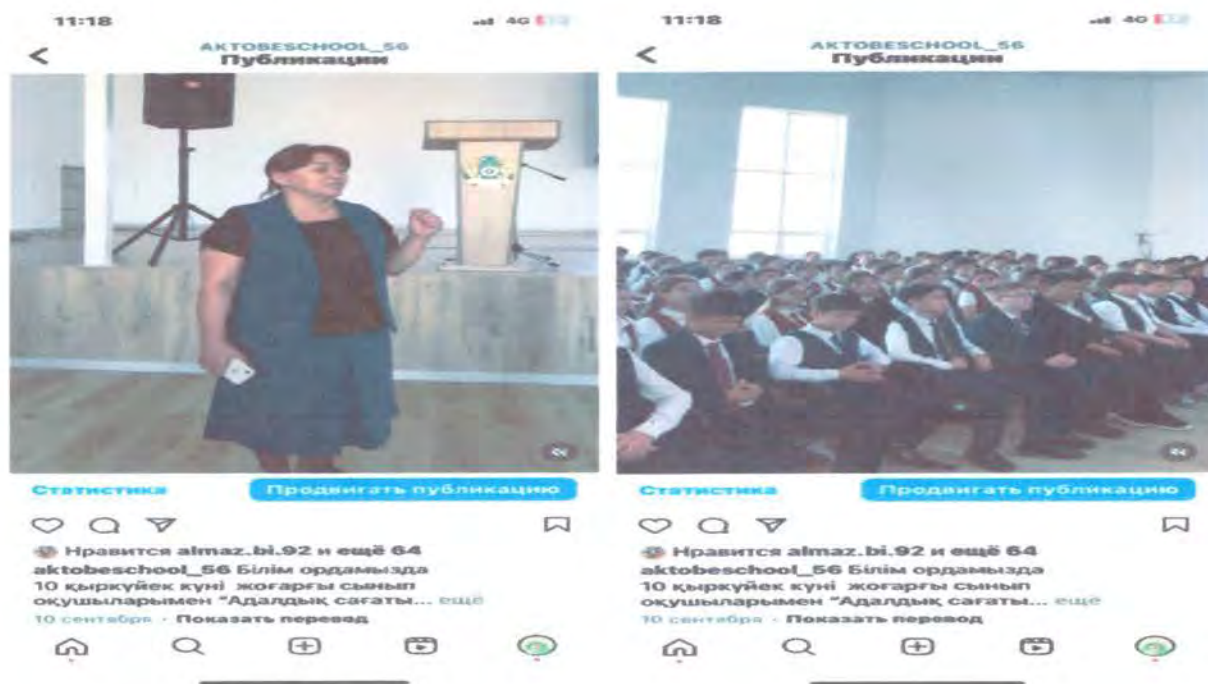 11:18
4G
AKTOBESCHOOL_56
Публикации
Статистика
Продвигать публикацию
Нравится almaz.bi.92 и ещё 64
aktobeschool_56 Білім ордамызда
10 қыркүйек күні жоғарғы сынып
оқушыларымен "Адалдық сағаты... ещё
10 сентября · Показать перевод
11:18
4G
AKTOBESCHOOL_56
Публикации
Статистика
Продвигать публикацию
Нравится almaz.bi.92 и ещё 64
aktobeschool_56 Білім ордамызда
10 қыркүйек күні жоғарғы сынып
оқушыларымен "Адалдық сағаты... ещё
10 сентября · Показать перевод